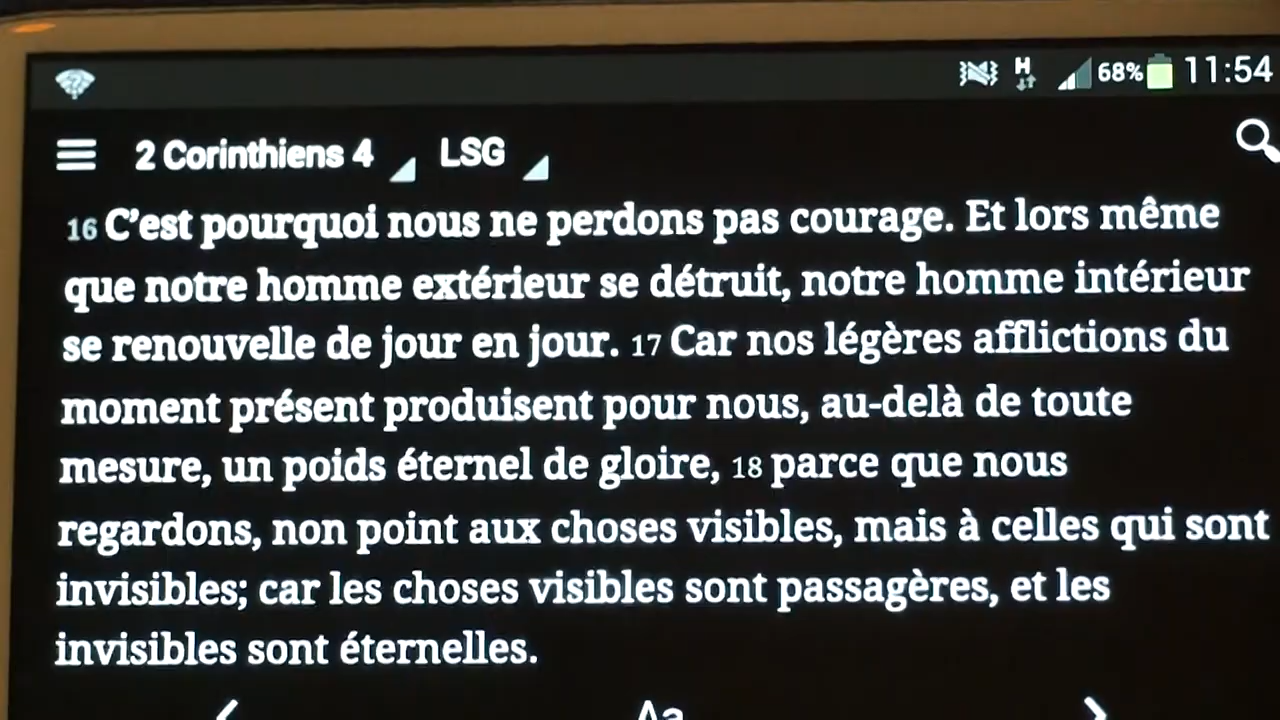 H 68% 11:54
2 Corinthiens 4 LSG
16 C’est pourquoi nous ne perdons pas courage. Et lors même
que notre homme extérieur se détruit, notre homme intérieur
se renouvelle de jour en jour. 17 Car nos légères afflictions du
moment présent produisent pour nous, au-delà de toute
mesure, un poids éternel de gloire, 18 parce que nous
regardons, non point aux choses visibles, mais à celles qui sont
invisibles; car les choses visibles sont passagères, et les
invisibles sont éternelles.
Aa